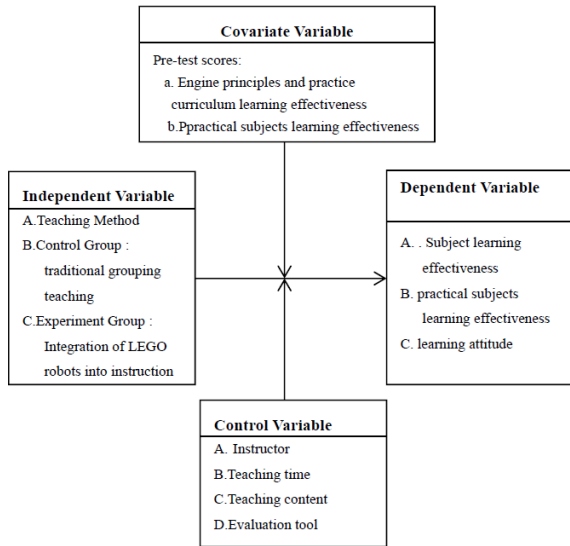 Covariate Variable
Pre-test scores:
a. Engine principles and practice
curriculum learning effectiveness
b.Ppractical subjects learning effectiveness
Independent Variable
A.Teaching Method
B.Control Group :
traditional grouping
teaching
C.Experiment Group :
Integration of LEGO
robots into instruction
Dependent Variable
A. . Subject learning
effectiveness
B. practical subjects
learning effectiveness
C. learning attitude
Control Variable
A. Instructor
B.Teaching time
C.Teaching content
D.Evaluation tool